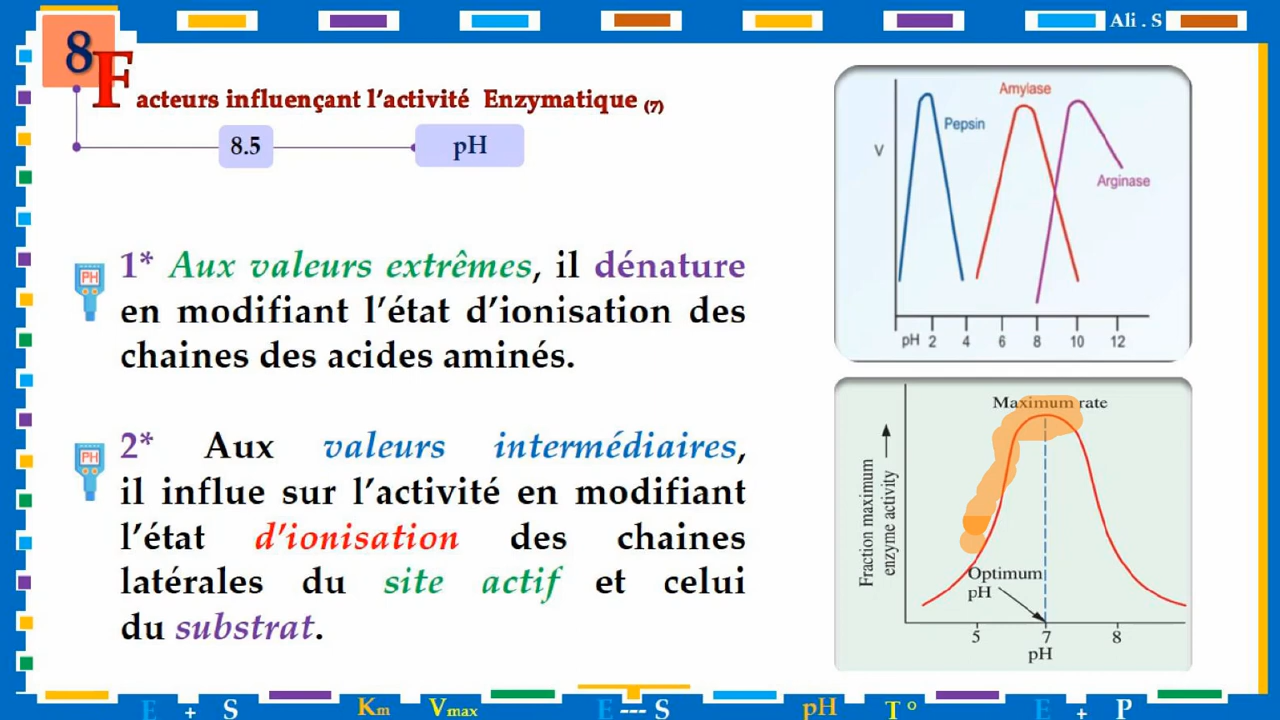 Ali . S
8
Facteurs influençant l'activité Enzymatique (7)
8.5
pH
1* Aux valeurs extrêmes, il dénature
en modifiant l'état d'ionisation des
chaines des acides aminés.
2* Aux valeurs intermédiaires,
il influe sur l'activité en modifiant
l'état d'ionisation des chaines
latérales du site actif et celui
du substrat.
PH
PH
Amylase
Pepsin
V
Arginase
pH 2 4 6 8 10 12
Maximum rate
Fraction maximum
enzyme activity
Optimum
pH
5 7 8
pH
E + S Km Vmax E --- S pH T° E + P